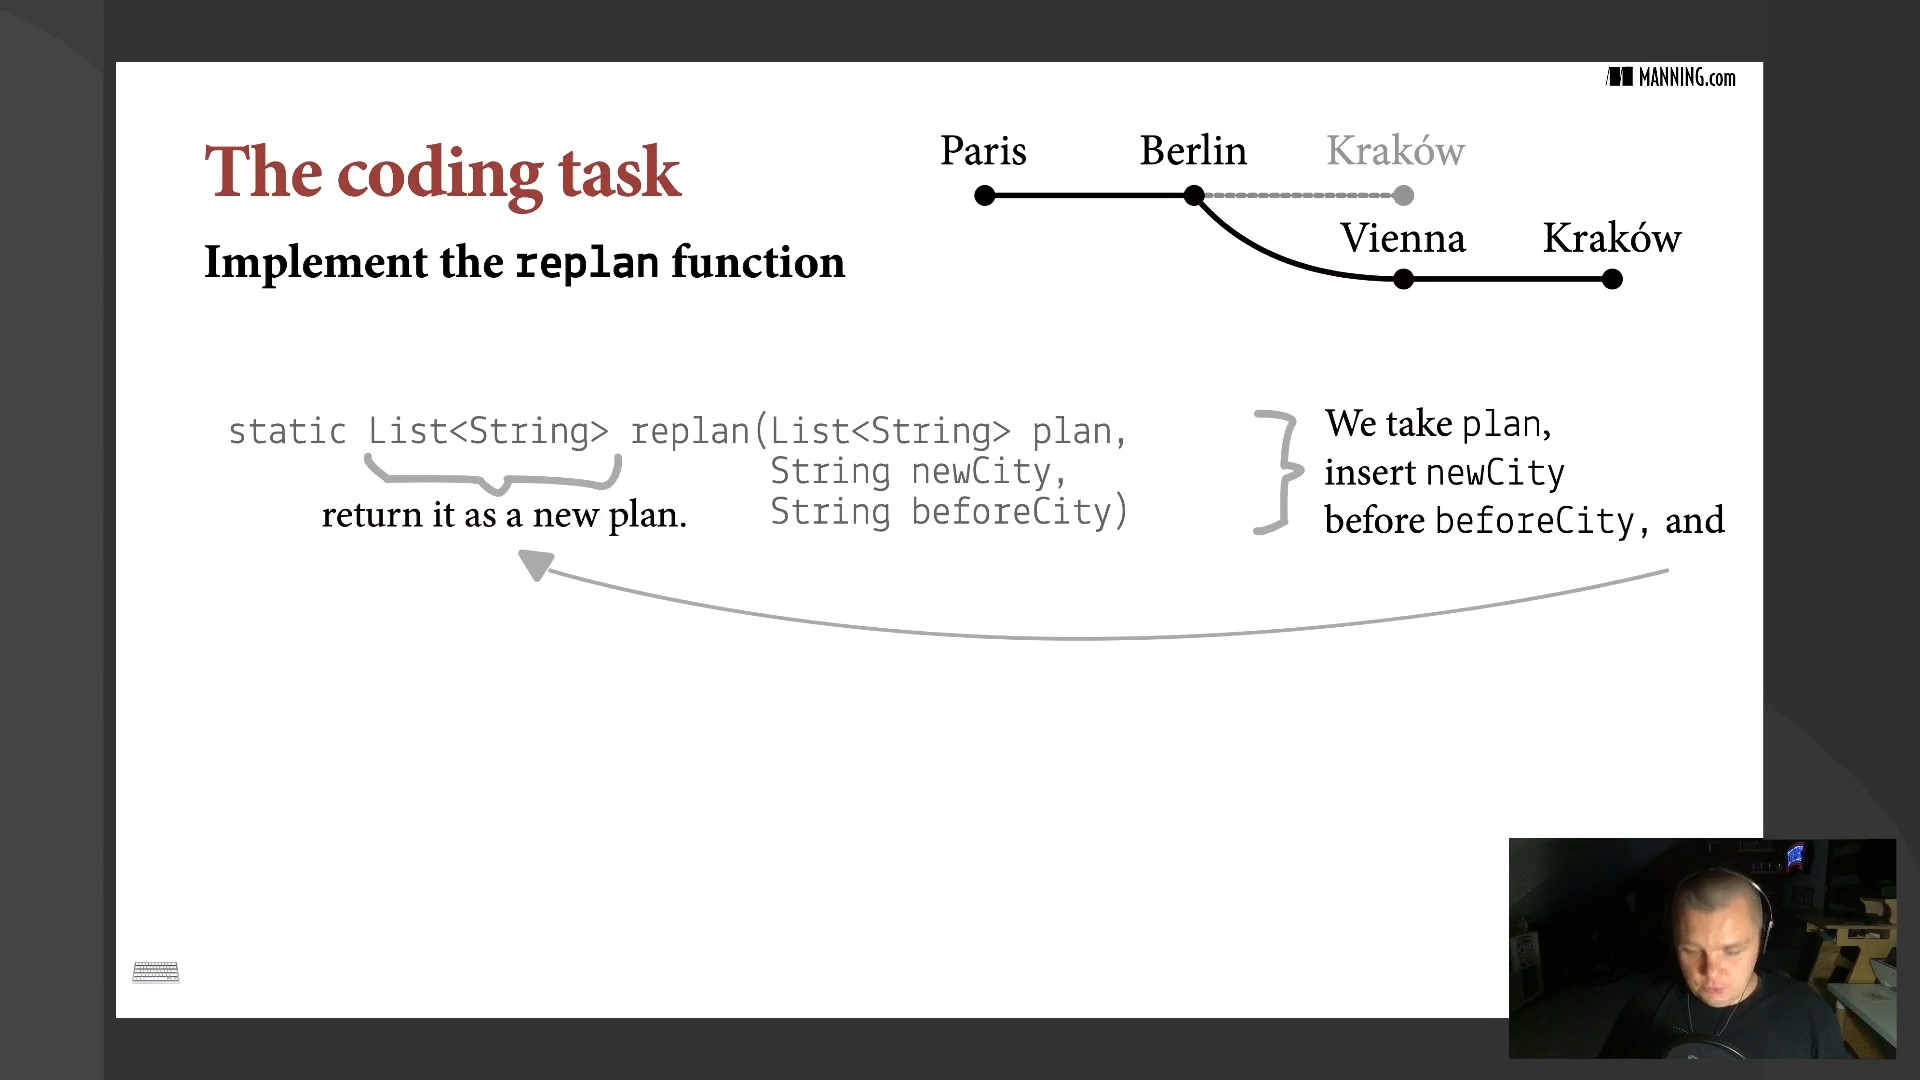 MANNING.com
The coding task
Implement the replan function
Paris Berlin Kraków
Vienna Kraków
static List<String> replan(List<String> plan,
String newCity,
String beforeCity)
return it as a new plan.
We take plan,
insert newCity
before beforeCity, and